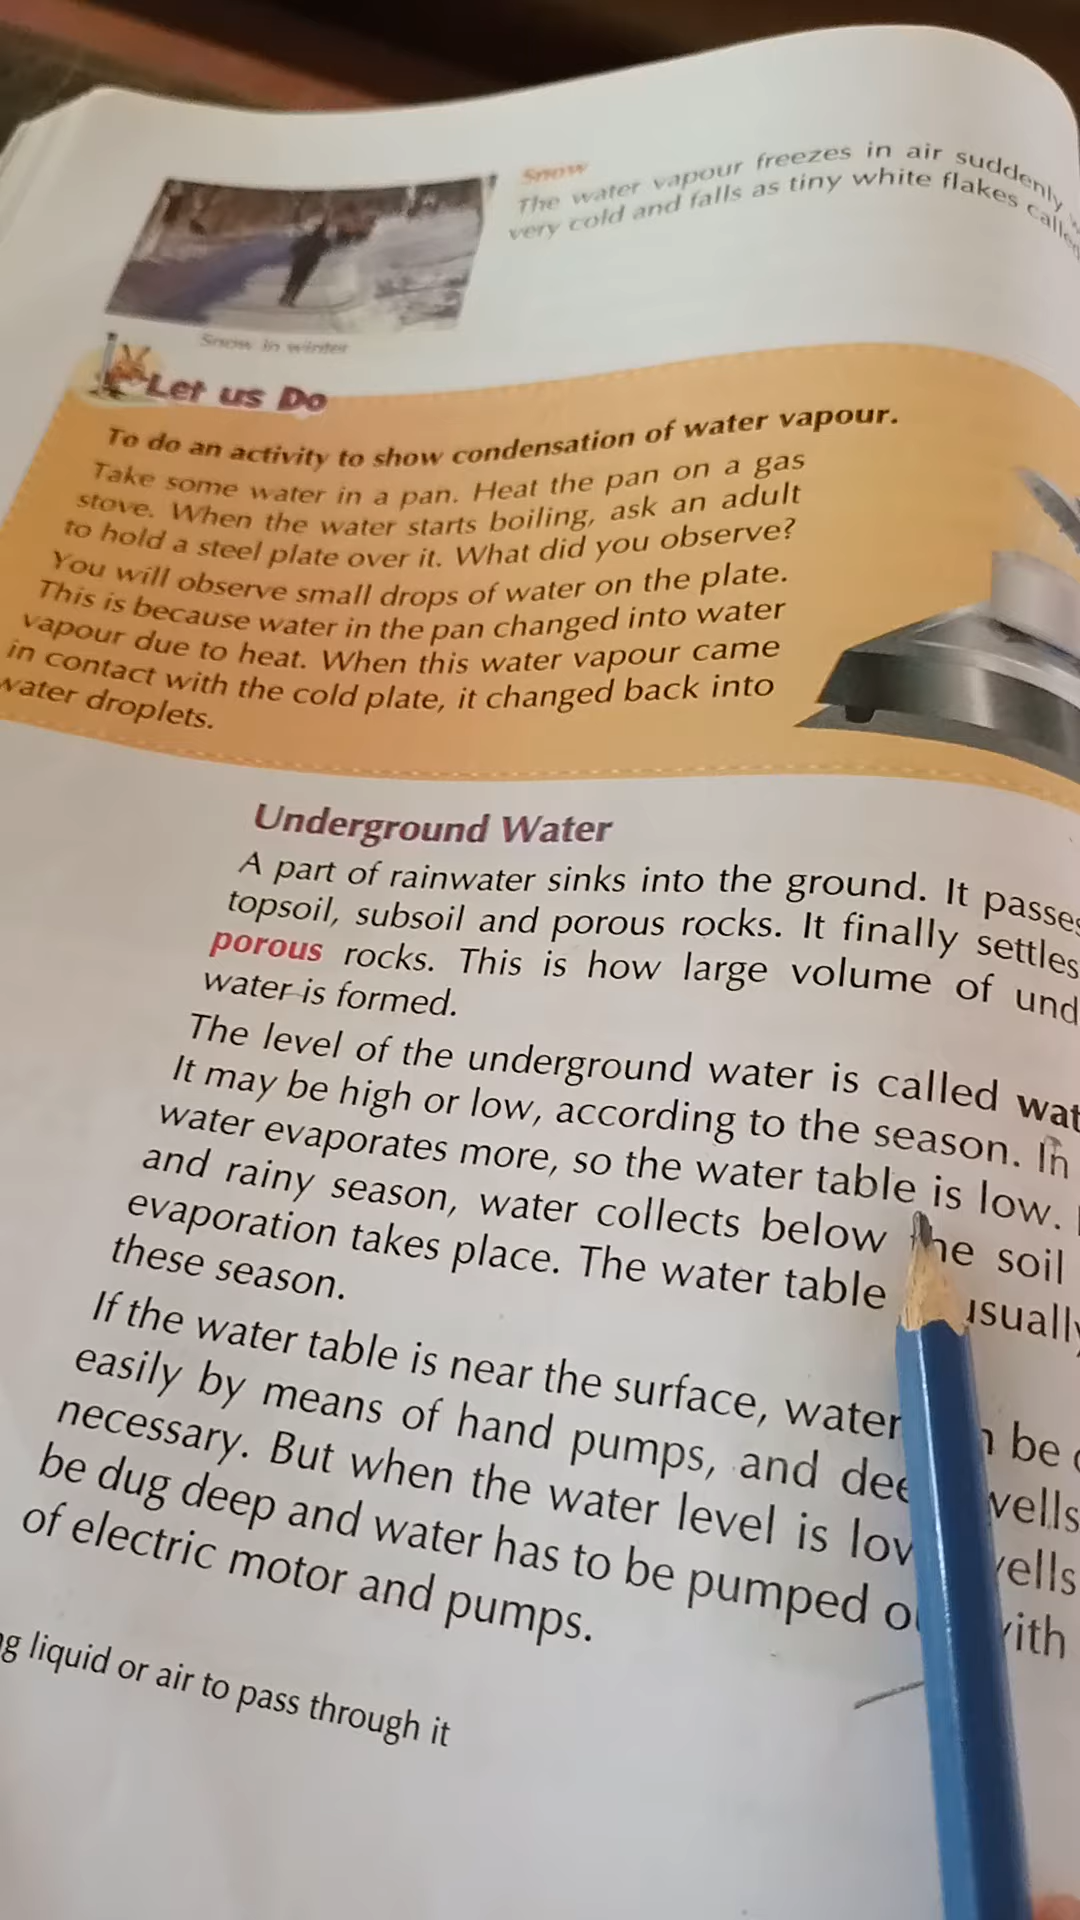 Snow
The water vapour freezes in air suddenly
very cold and falls as tiny white flakes called
Snow in winter
Let us Do
To do an activity to show condensation of water vapour.
Take some water in a pan. Heat the pan on a gas
stove. When the water starts boiling, ask an adult
to hold a steel plate over it. What did you observe?
You will observe small drops of water on the plate.
This is because water in the pan changed into water
vapour due to heat. When this water vapour came
in contact with the cold plate, it changed back into
water droplets.
Underground Water
A part of rainwater sinks into the ground. It passes
topsoil, subsoil and porous rocks. It finally settles
porous rocks. This is how large volume of
water is formed.
The level of the underground water is called
It may be high or low, according to the season. In
water evaporates more, so the water table is low.
and rainy season, water collects below the soil
evaporation takes place. The water table usually
these season.
If the water table is near the surface, water be
easily by means of hand pumps, and wells
necessary. But when the water level is wells
be dug deep and water has to be pumped with
of electric motor and pumps.
liquid or air to pass through it